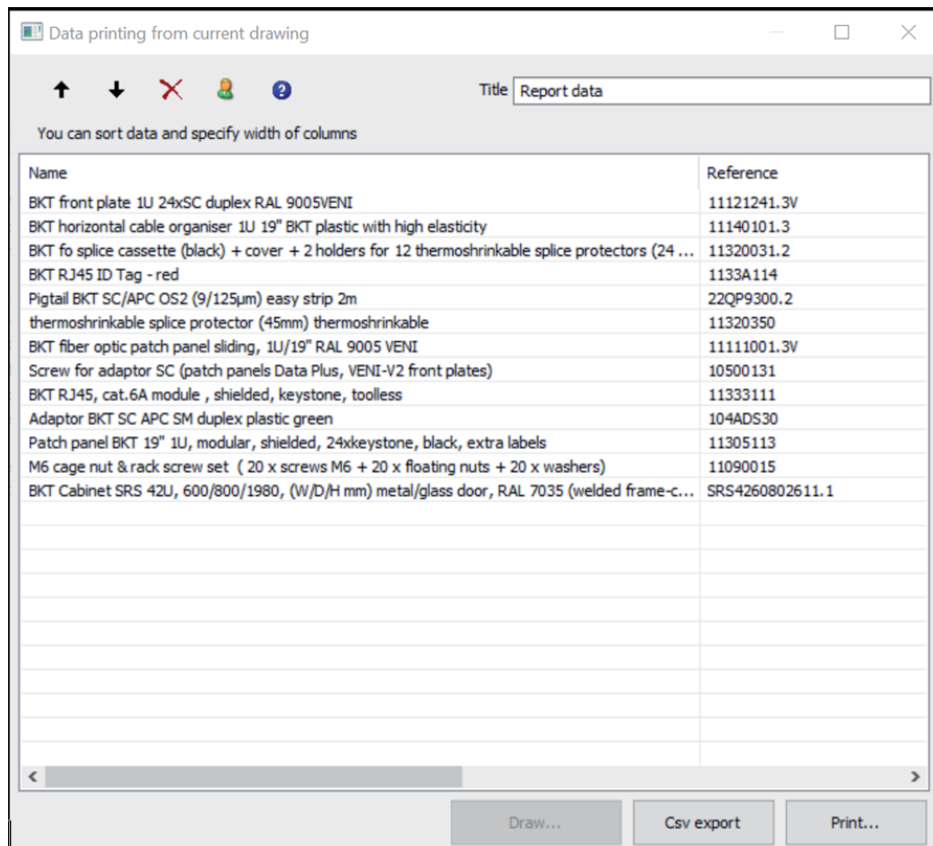 Data printing from current drawing
Title Report data
You can sort data and specify width of columns
Name Reference
BKT front plate 1U 24xSC duplex RAL 9005VENI 11121241.3V
BKT horizontal cable organiser 1U 19" BKT plastic with high elasticity 11140101.3
BKT fo splice cassette (black) + cover + 2 holders for 12 thermoshrinkable splice protectors (24 ... 11320031.2
BKT RJ45 ID Tag - red 1133A114
Pigtail BKT SC/APC OS2 (9/125μm) easy strip 2m 22QP9300.2
thermoshrinkable splice protector (45mm) thermoshrinkable 11320350
BKT fiber optic patch panel sliding, 1U/19" RAL 9005 VENI 11111001.3V
Screw for adaptor SC (patch panels Data Plus, VENI-V2 front plates) 10500131
BKT RJ45, cat.6A module , shielded, keystone, toolless 11333111
Adaptor BKT SC APC SM duplex plastic green 104ADS30
Patch panel BKT 19" 1U, modular, shielded, 24xkeystone, black, extra labels 11305113
M6 cage nut & rack screw set ( 20 x screws M6 + 20 x floating nuts + 20 x washers) 11090015
BKT Cabinet SRS 42U, 600/800/1980, (W/D/H mm) metal/glass door, RAL 7035 (welded frame-c... SRS4260802611.1
Draw... Csv export Print...